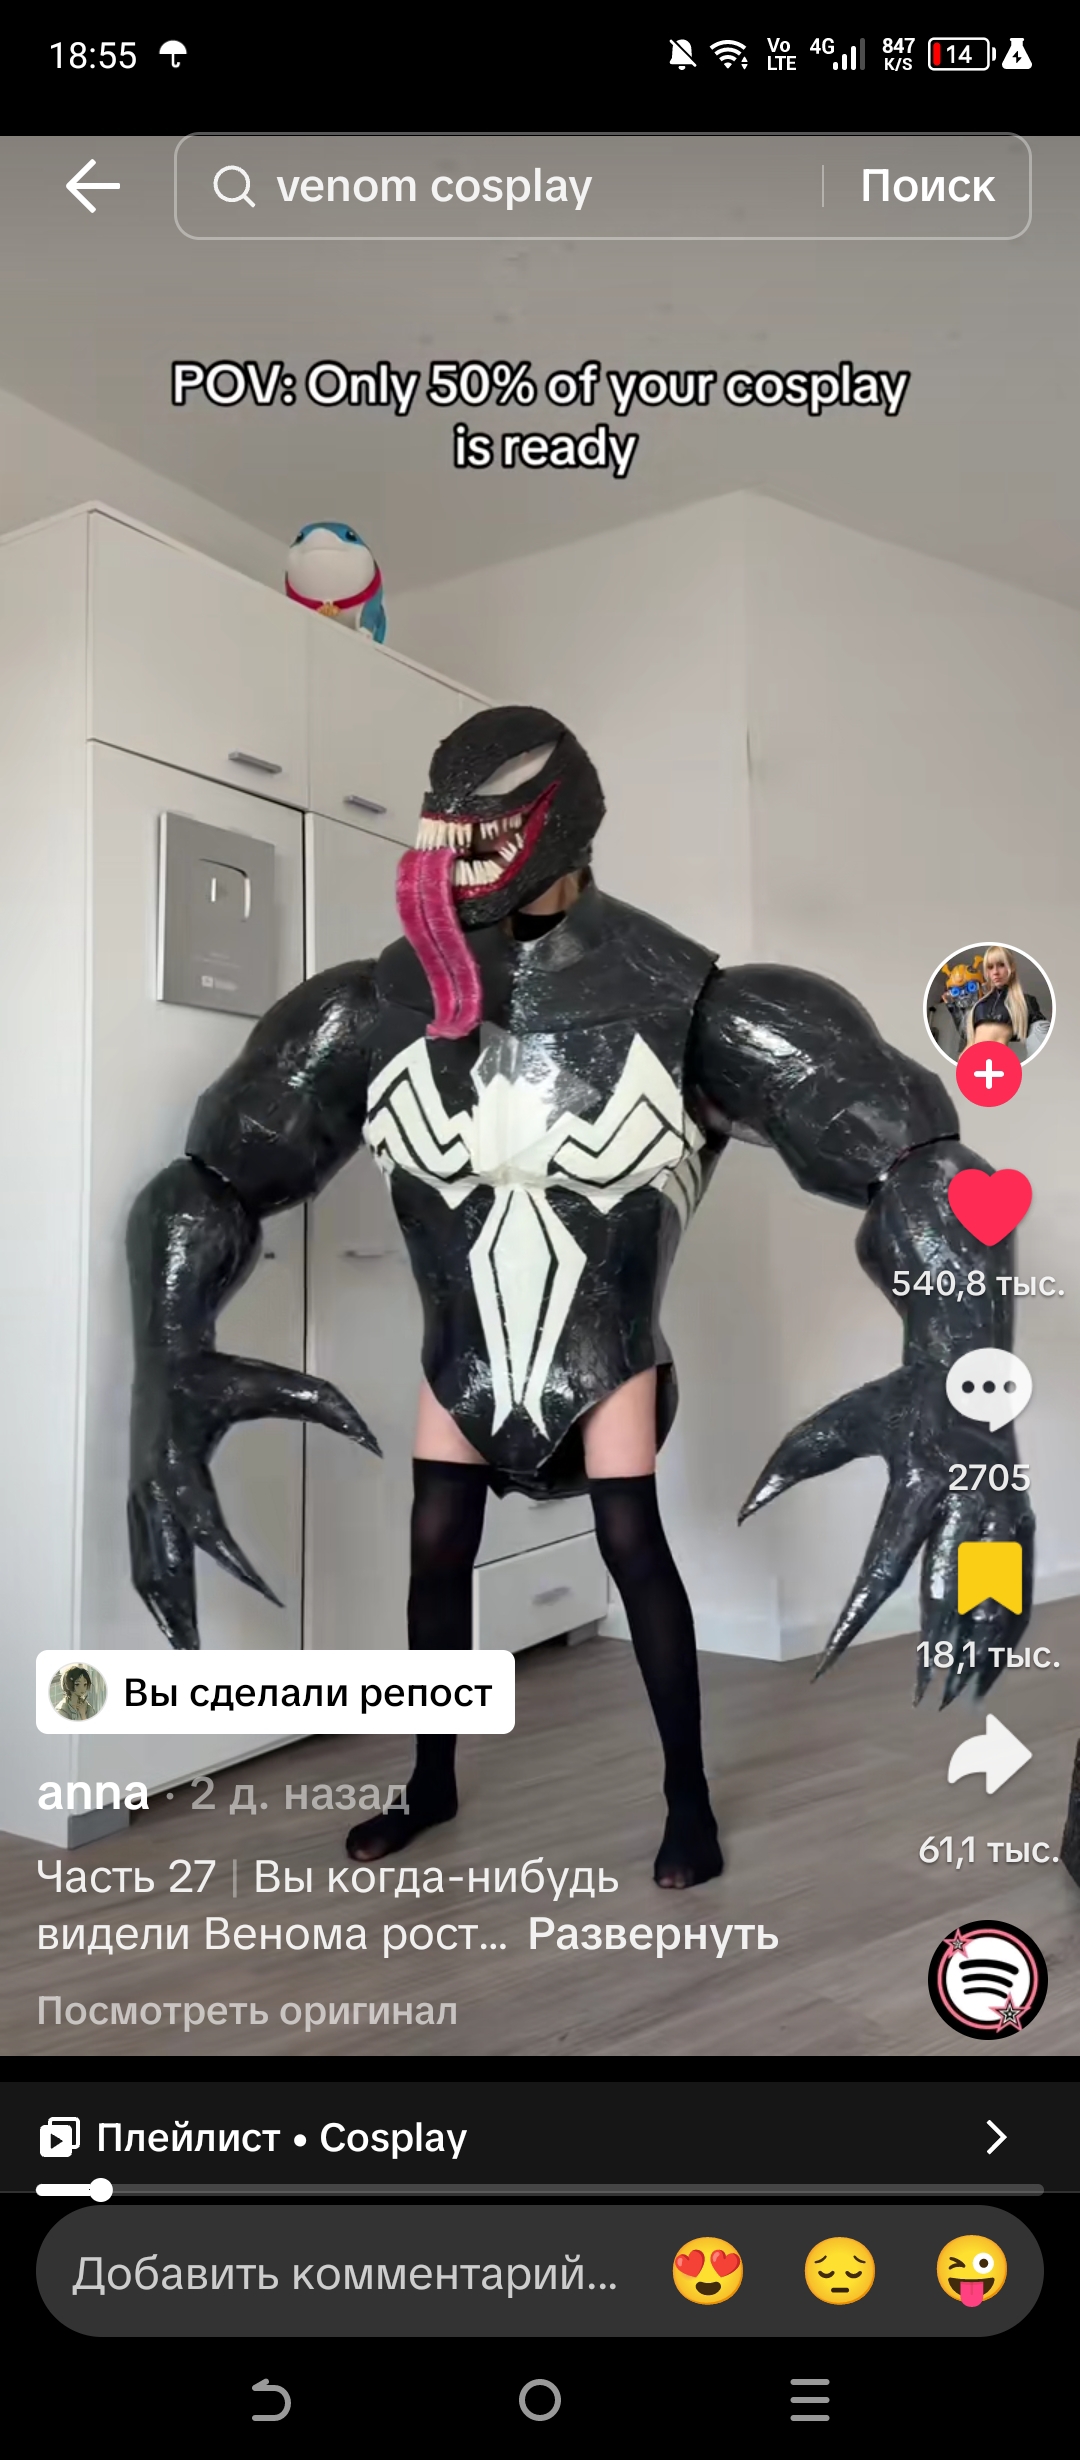 18:55
Vo LTE 4G 847 K/S 14
venom cosplay Поиск
POV: Only 50% of your cosplay
is ready
540,8 тыс.
2705
18,1 тыс.
Вы сделали репост
anna · 2 д. назад
61,1 тыс.
Часть 27 | Вы когда-нибудь
видели Венома рост... Развернуть
Посмотреть оригинал
Плейлист • Cosplay
Добавить комментарий...